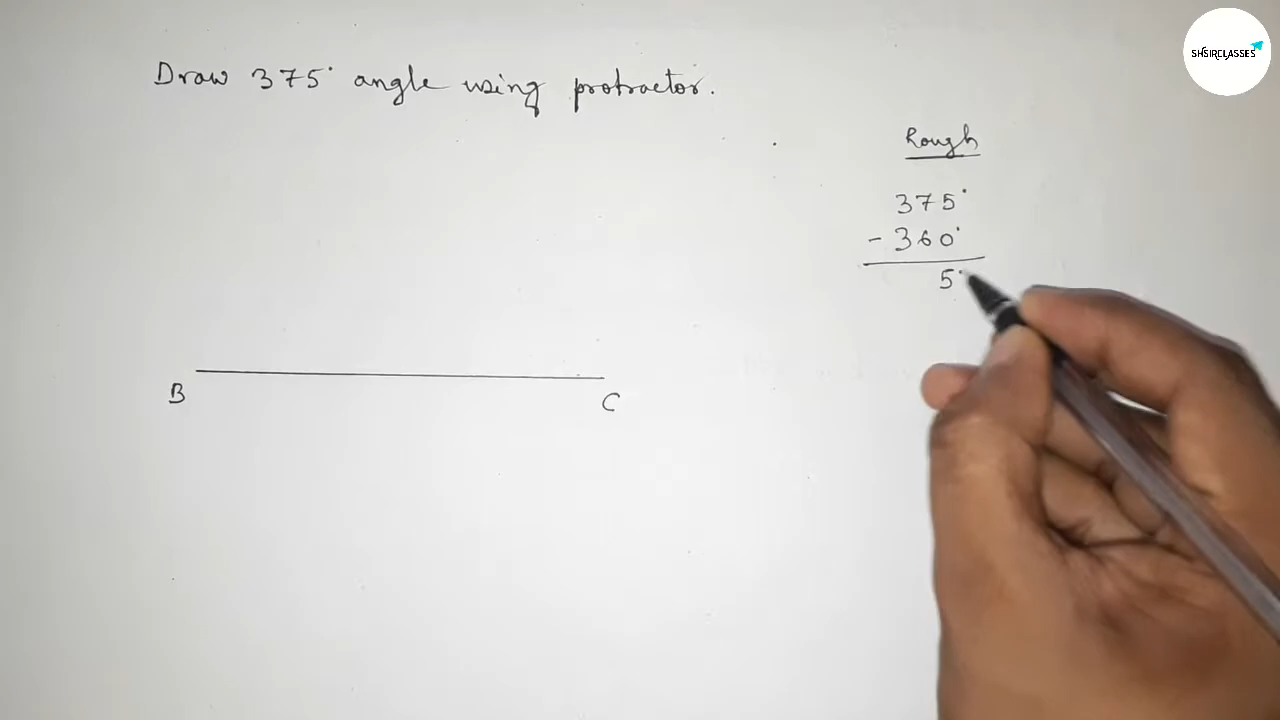 Draw 375° angle using protractor.
SHSIRCLASSES
Rough
375°
- 360°
5°
B
C